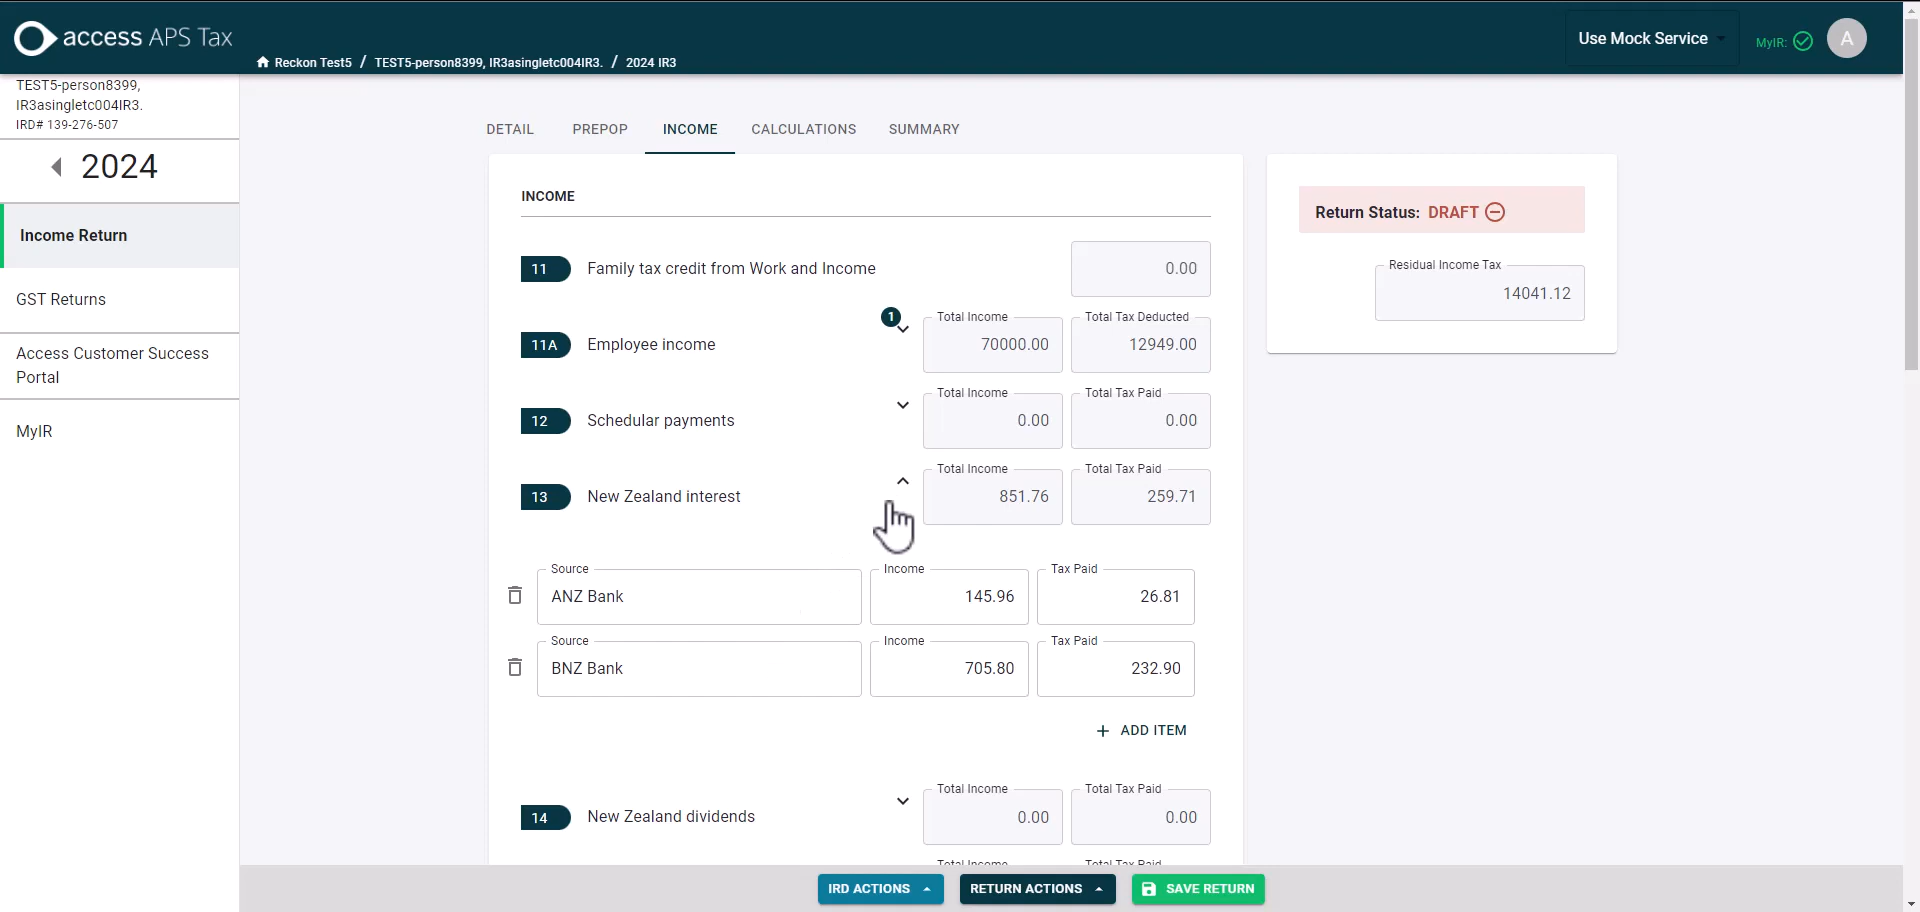 access APS Tax
Reckon Test5 / TEST5-person8399, IR3asingletc004IR3. / 2024 IR3
Use Mock Service
MyIR:
A
TEST5-person8399,
IR3asingletc004IR3.
IRD# 139-276-507
2024
Income Return
GST Returns
Access Customer Success
Portal
MyIR
DETAIL PREPOP INCOME CALCULATIONS SUMMARY
INCOME
11 Family tax credit from Work and Income 0.00
1
Total Income Total Tax Deducted
11A Employee income 70000.00 12949.00
Total Income Total Tax Paid
12 Schedular payments 0.00 0.00
Total Income Total Tax Paid
13 New Zealand interest 851.76 259.71
Source Income Tax Paid
ANZ Bank 145.96 26.81
Source Income Tax Paid
BNZ Bank 705.80 232.90
+ ADD ITEM
Total Income Total Tax Paid
14 New Zealand dividends 0.00 0.00
Total Income Total Tax Paid
Return Status: DRAFT
Residual Income Tax
14041.12
IRD ACTIONS RETURN ACTIONS SAVE RETURN